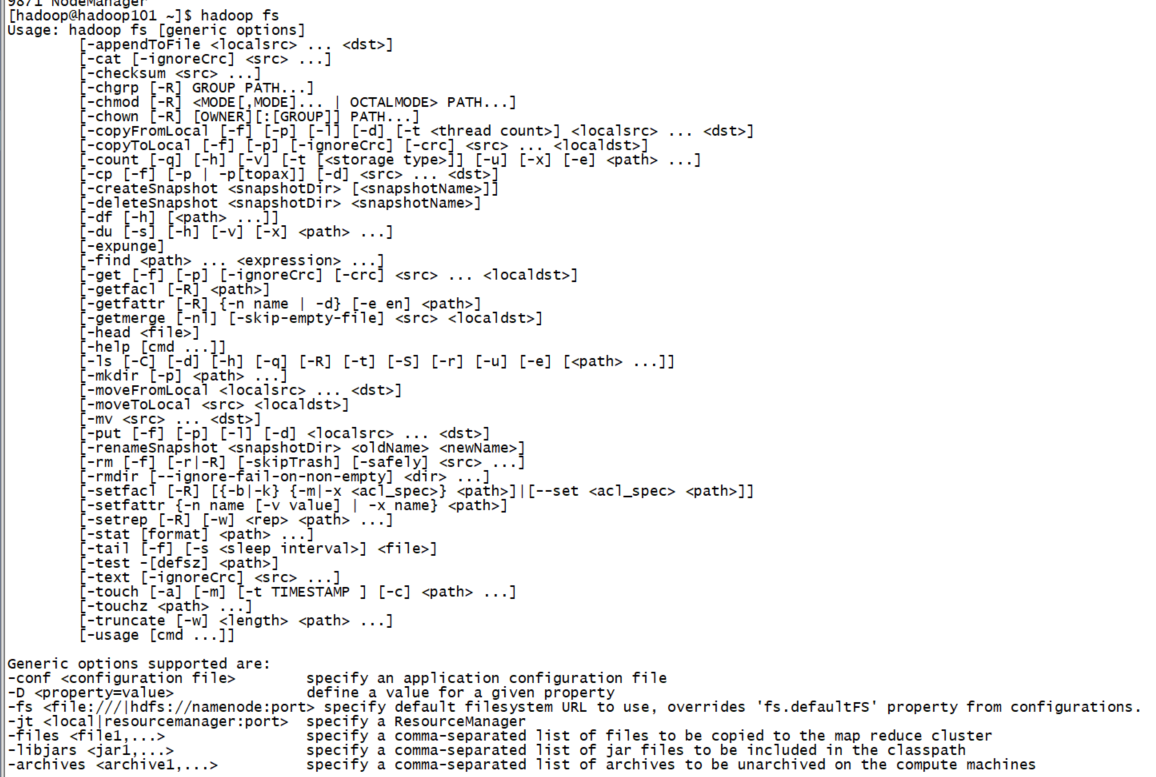 9871 NodeManager
[hadoop@hadoop101 ~]$ hadoop fs
Usage: hadoop fs [generic options]
[-appendToFile <localsrc> ... <dst>]
[-cat [-ignoreCrc] <src> ...]
[-checksum <src> ...]
[-chgrp [-R] GROUP PATH...]
[-chmod [-R] <MODE[,MODE]... | OCTALMODE> PATH...]
[-chown [-R] [OWNER][:[GROUP]] PATH...]
[-copyFromLocal [-f] [-p] [-l] [-d] [-t <thread count>] <localsrc> ... <dst>]
[-copyToLocal [-f] [-p] [-ignoreCrc] [-crc] <src> ... <localdst>]
[-count [-q] [-h] [-v] [-t [<storage type>]] [-u] [-x] [-e] <path> ...]
[-cp [-f] [-p | -p[topax]] [-d] <src> ... <dst>]
[-createSnapshot <snapshotDir> [<snapshotName>]]
[-deleteSnapshot <snapshotDir> <snapshotName>]
[-df [-h] [<path> ...]]
[-du [-s] [-h] [-v] [-x] <path> ...]
[-expunge]
[-find <path> ... <expression> ...]
[-get [-f] [-p] [-ignoreCrc] [-crc] <src> ... <localdst>]
[-getfacl [-R] <path>]
[-getfattr [-R] {-n name | -d} [-e en] <path>]
[-getmerge [-nl] [-skip-empty-file] <src> <localdst>]
[-head <file>]
[-help [cmd ...]]
[-ls [-C] [-d] [-h] [-q] [-R] [-t] [-S] [-r] [-u] [-e] [<path> ...]]
[-mkdir [-p] <path> ...]
[-moveFromLocal <localsrc> ... <dst>]
[-moveToLocal <src> <localdst>]
[-mv <src> ... <dst>]
[-put [-f] [-p] [-l] [-d] <localsrc> ... <dst>]
[-renameSnapshot <snapshotDir> <oldName> <newName>]
[-rm [-f] [-r|-R] [-skipTrash] [-safely] <src> ...]
[-rmdir [--ignore-fail-on-non-empty] <dir> ...]
[-setfacl [-R] [{-b|-k} {-m|-x <acl_spec>} <path>]|[--set <acl_spec> <path>]]
[-setfattr {-n name [-v value] | -x name} <path>]
[-setrep [-R] [-w] <rep> <path> ...]
[-stat [format] <path> ...]
[-tail [-f] [-s <sleep interval>] <file>]
[-test -[defsz] <path>]
[-text [-ignoreCrc] <src> ...]
[-touch [-a] [-m] [-t TIMESTAMP ] [-c] <path> ...]
[-touchz <path> ...]
[-truncate [-w] <length> <path> ...]
[-usage [cmd ...]]
Generic options supported are:
-conf <configuration file>        specify an application configuration file
-D <property=value>               define a value for a given property
-fs <file:///|hdfs://namenode:port> specify default filesystem URL to use, overrides 'fs.defaultFS' property from configurations.
-jt <local|resourcemanager:port>  specify a ResourceManager
-files <file1,...>                specify a comma-separated list of files to be copied to the map reduce cluster
-libjars <jar1,...>               specify a comma-separated list of jar files to be included in the classpath
-archives <archive1,...>          specify a comma-separated list of archives to be unarchived on the compute machines